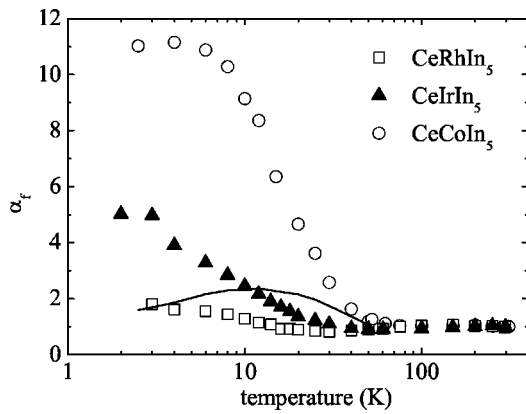 12
10
8
6
4
2
0
α_f
CeRhIn₅
CeIrIn₅
CeCoIn₅
1 10 100
temperature (K)